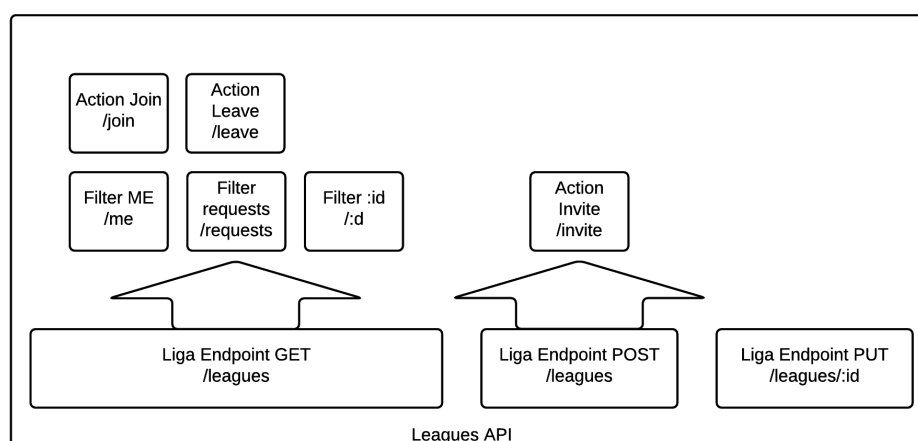 Action Join
/join
Action
Leave
/leave
Filter ME
/me
Filter
requests
/requests
Filter :id
/:d
Action
Invite
/invite
Liga Endpoint GET
/leagues
Liga Endpoint POST
/leagues
Liga Endpoint PUT
/leagues/:id
Leagues API